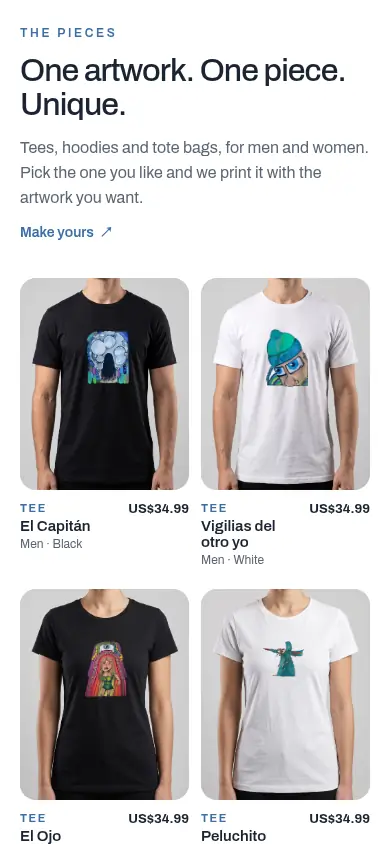 THE PIECES
One artwork. One piece.
Unique.
Tees, hoodies and tote bags, for men and women.
Pick the one you like and we print it with the
artwork you want.
Make yours ↗
TEE US$34.99
El Capitán
Men · Black
TEE US$34.99
Vigilias del
otro yo
Men · White
TEE US$34.99
El Ojo
TEE US$34.99
Peluchito